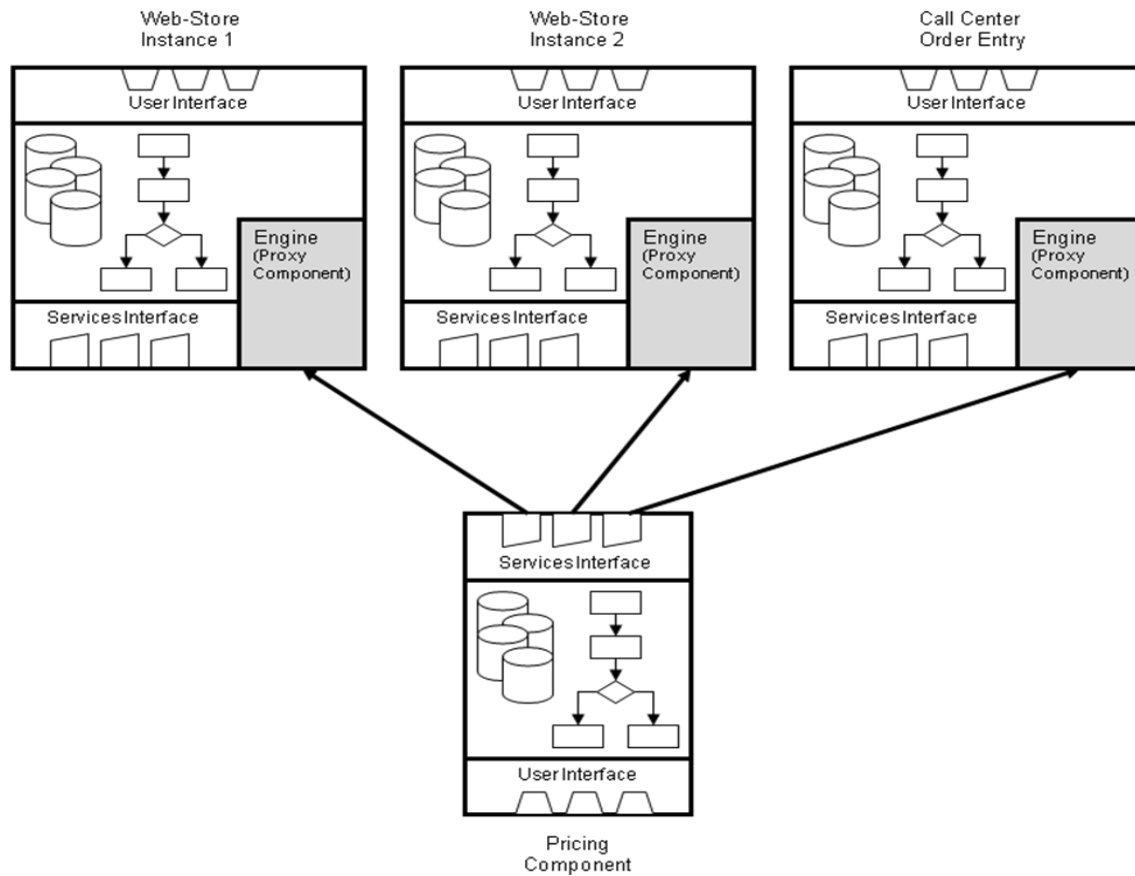 Web-Store
Instance 1
Web-Store
Instance 2
Call Center
Order Entry
User Interface
User Interface
User Interface
Engine
(Proxy
Component)
Engine
(Proxy
Component)
Engine
(Proxy
Component)
Services Interface
Services Interface
Services Interface
Services Interface
User Interface
Pricing
Component